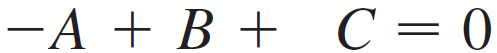 −A + B + C = 0